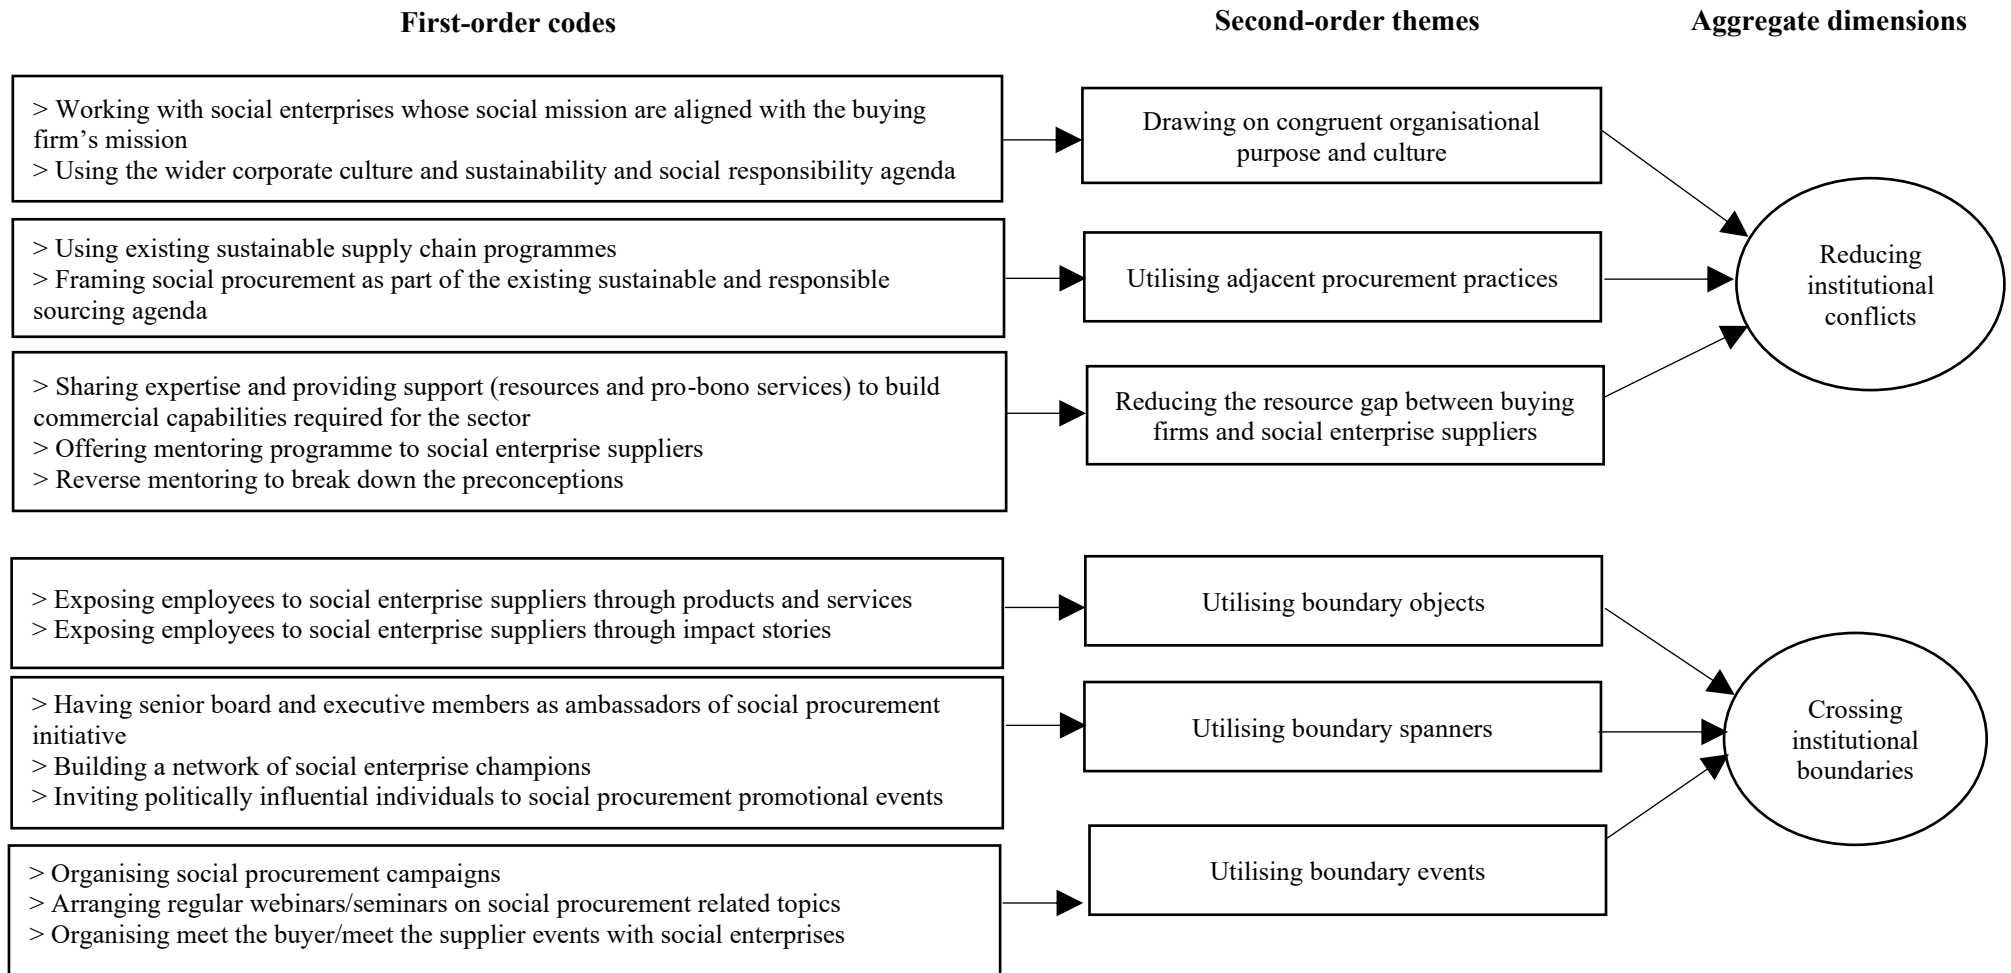 First-order codes
Second-order themes
Aggregate dimensions
> Working with social enterprises whose social mission are aligned with the buying
firm’s mission
> Using the wider corporate culture and sustainability and social responsibility agenda
Drawing on congruent organisational
purpose and culture
> Using existing sustainable supply chain programmes
> Framing social procurement as part of the existing sustainable and responsible
sourcing agenda
Utilising adjacent procurement practices
> Sharing expertise and providing support (resources and pro-bono services) to build
commercial capabilities required for the sector
> Offering mentoring programme to social enterprise suppliers
> Reverse mentoring to break down the preconceptions
Reducing the resource gap between buying
firms and social enterprise suppliers
Reducing
institutional
conflicts
> Exposing employees to social enterprise suppliers through products and services
> Exposing employees to social enterprise suppliers through impact stories
Utilising boundary objects
> Having senior board and executive members as ambassadors of social procurement
initiative
> Building a network of social enterprise champions
> Inviting politically influential individuals to social procurement promotional events
Utilising boundary spanners
> Organising social procurement campaigns
> Arranging regular webinars/seminars on social procurement related topics
> Organising meet the buyer/meet the supplier events with social enterprises
Utilising boundary events
Crossing
institutional
boundaries